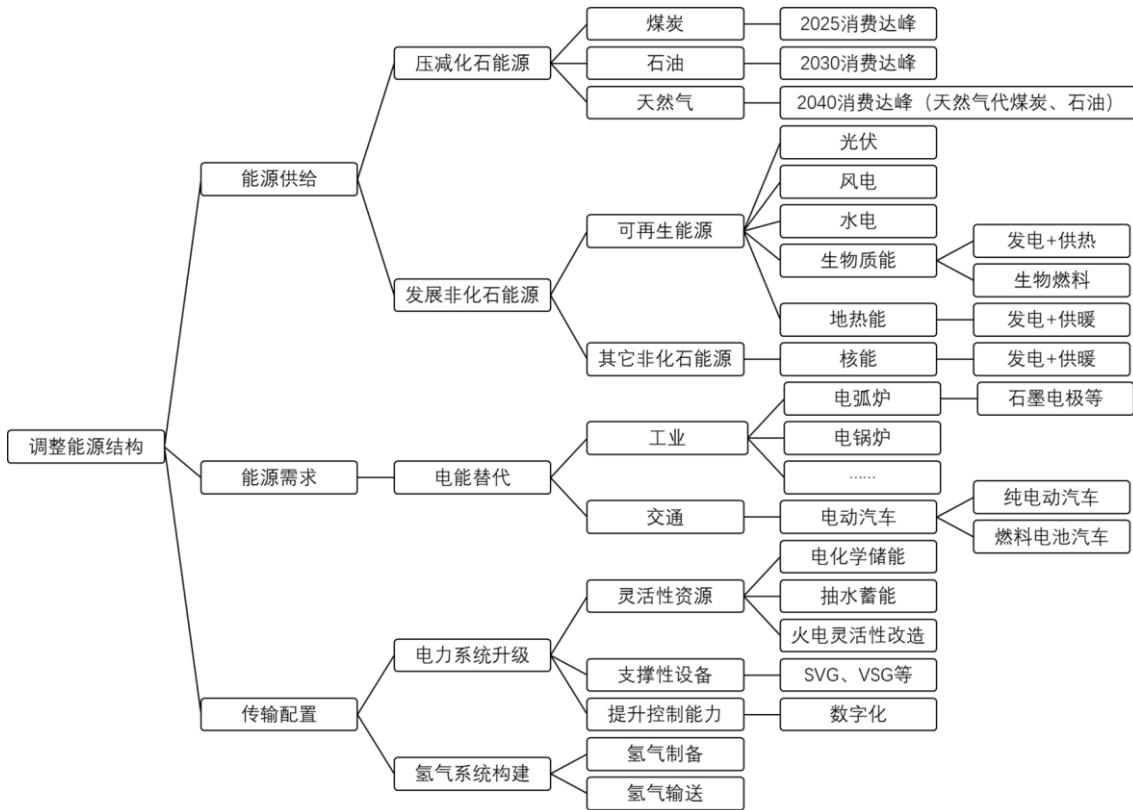 调整能源结构
能源供给
压减化石能源
煤炭
2025消费达峰
石油
2030消费达峰
天然气
2040消费达峰（天然气代煤炭、石油）
发展非化石能源
可再生能源
光伏
风电
水电
生物质能
发电+供热
生物燃料
地热能
发电+供暖
其它非化石能源
核能
发电+供暖
能源需求
电能替代
工业
电弧炉
石墨电极等
电锅炉
……
交通
电动汽车
纯电动汽车
燃料电池汽车
传输配置
电力系统升级
灵活性资源
电化学储能
抽水蓄能
火电灵活性改造
支撑性设备
SVG、VSG等
提升控制能力
数字化
氢气系统构建
氢气制备
氢气输送